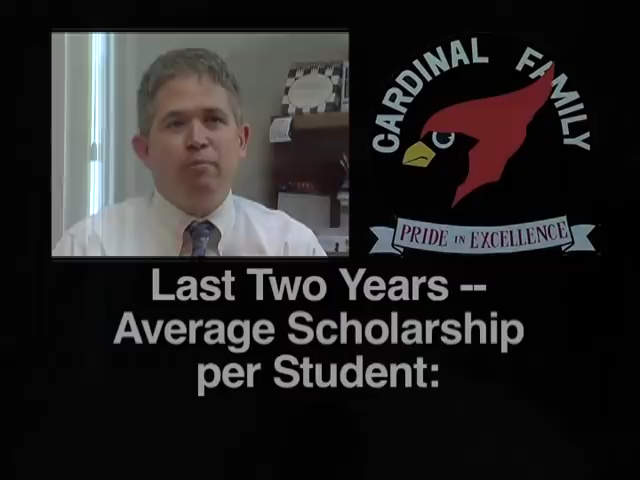 CARDINAL FAMILY
PRIDE IN EXCELLENCE
Last Two Years --
Average Scholarship
per Student: